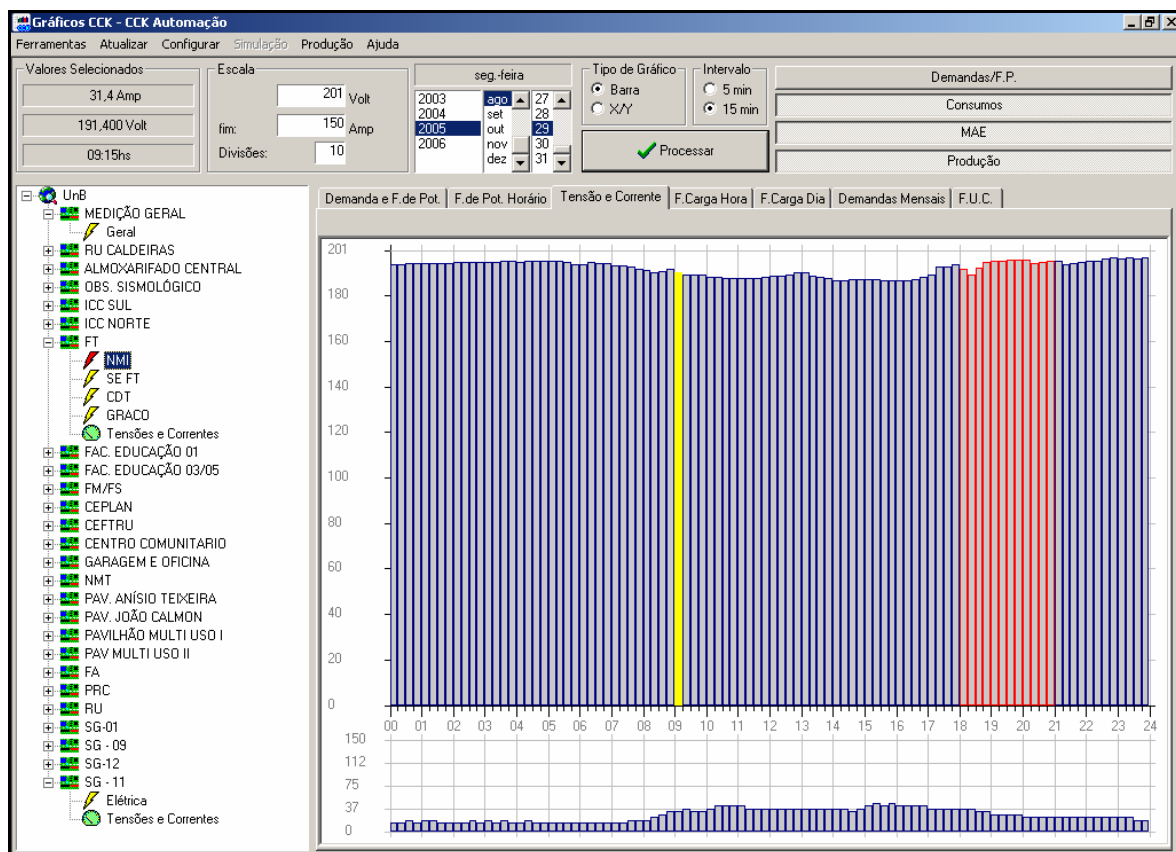 Gráficos CCK - CCK Automação
Ferramentas Atualizar Configurar Simulação Produção Ajuda
Valores Selecionados
31,4 Amp
191,400 Volt
09:15hs
Escala
201 Volt
fim: 150 Amp
Divisões: 10
seg.-feira
2003 ago 27
2004 set 28
2005 out 29
2006 nov 30
dez 31
Tipo de Gráfico
Barra
X/Y
Intervalo
5 min
15 min
Processar
Demandas/F.P.
Consumos
MAE
Produção
UnB
MEDIÇÃO GERAL
Geral
RU CALDEIRAS
ALMOXARIFADO CENTRAL
OBS. SISMOLÓGICO
ICC SUL
ICC NORTE
FT
NMI
SE FT
CDT
GRACO
Tensões e Correntes
FAC. EDUCAÇÃO 01
FAC. EDUCAÇÃO 03/05
FM/FS
CEPLAN
CEFTRU
CENTRO COMUNITARIO
GARAGEM E OFICINA
NMT
PAV. ANÍSIO TEIXEIRA
PAV. JOÃO CALMON
PAVILHÃO MULTI USO I
PAV MULTI USO II
FA
PRC
RU
SG-01
SG - 09
SG-12
SG - 11
Elétrica
Tensões e Correntes
Demanda e F.de Pot. F.de Pot. Horário Tensão e Corrente F.Carga Hora F.Carga Dia Demandas Mensais F.U.C.
201
180
160
140
120
100
80
60
40
20
0
00 01 02 03 04 05 06 07 08 09 10 11 12 13 14 15 16 17 18 19 20 21 22 23 24
150
112
75
37
0